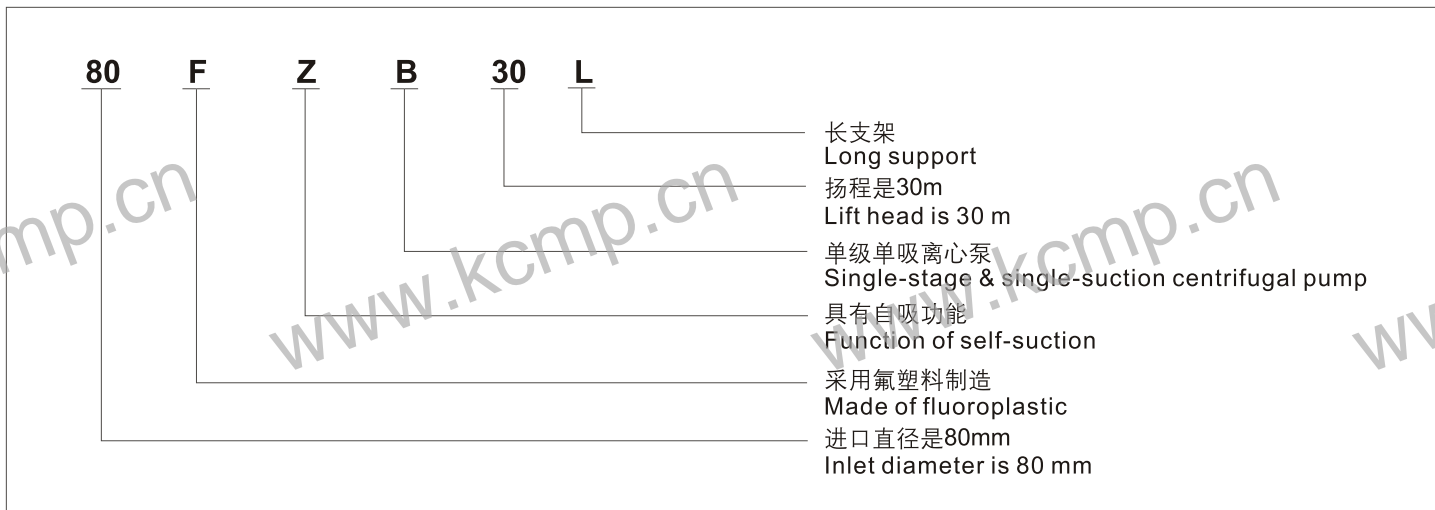 80 F Z B 30 L
长支架
Long support
扬程是30m
Lift head is 30 m
单级单吸离心泵
Single-stage & single-suction centrifugal pump
具有自吸功能
Function of self-suction
采用氟塑料制造
Made of fluoroplastic
进口直径是80mm
Inlet diameter is 80 mm
mp.cn
www.kcmp.cn
www.kcmp.cn
ww